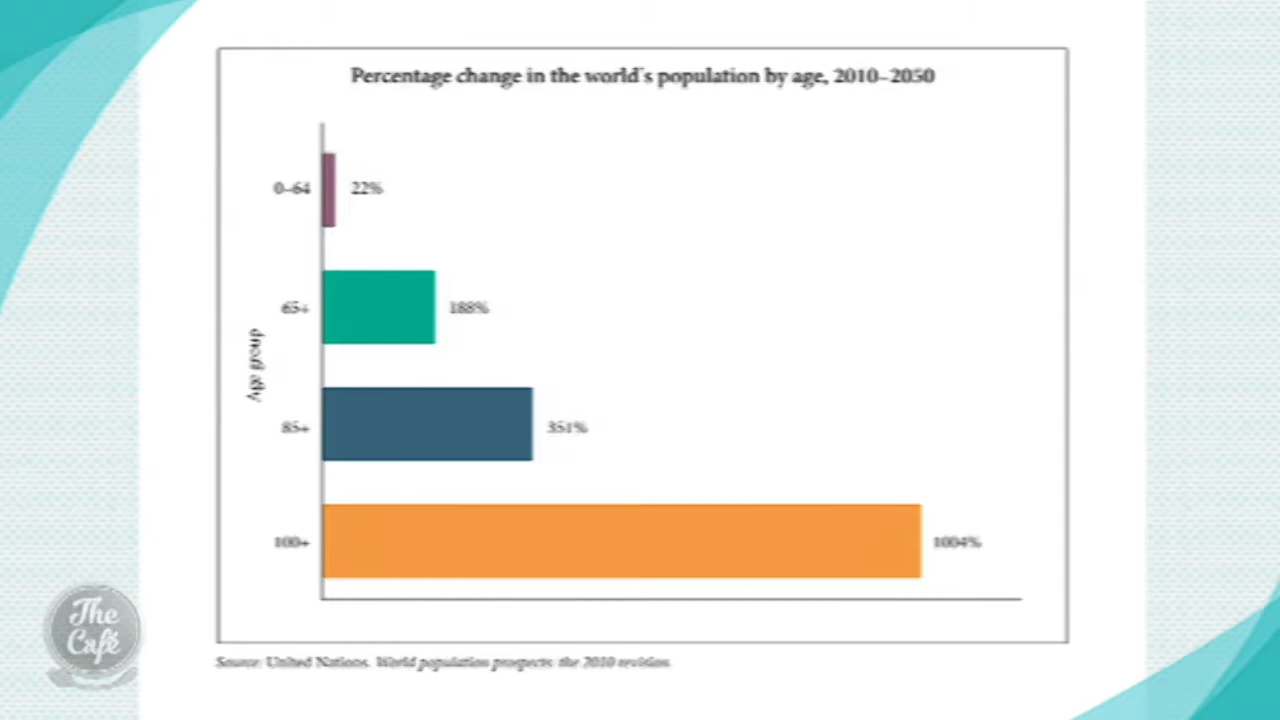 Percentage change in the world's population by age, 2010–2050
0–64 22%
65+ 188%
Age group
85+ 351%
100+ 1004%
The
Café
Source: United Nations. World population prospects: the 2010 revision.